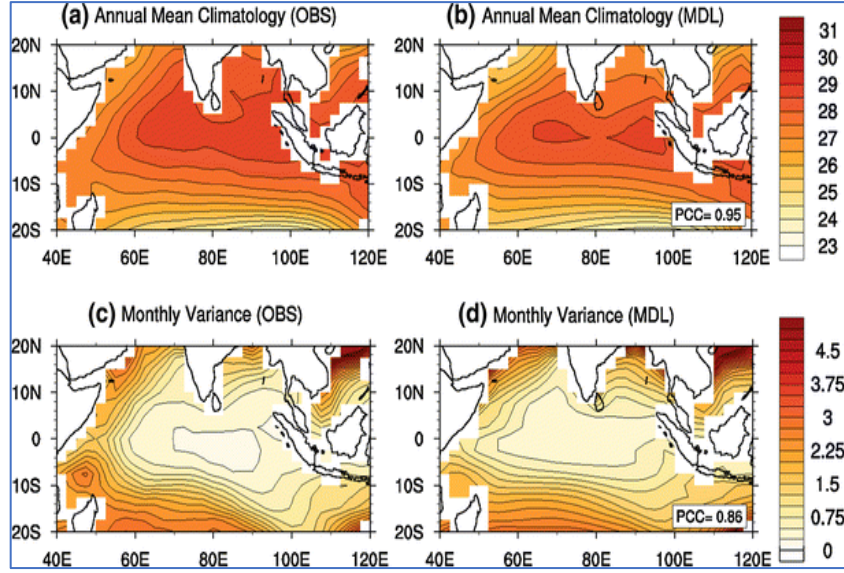 (a) Annual Mean Climatology (OBS)
(b) Annual Mean Climatology (MDL)
20N
10N
0
10S
20S
40E 60E 80E 100E 120E
20N
10N
0
10S
20S
40E 60E 80E 100E 120E
PCC= 0.95
31
30
29
28
27
26
25
24
23
(c) Monthly Variance (OBS)
(d) Monthly Variance (MDL)
20N
10N
0
10S
20S
40E 60E 80E 100E 120E
20N
10N
0
10S
20S
40E 60E 80E 100E 120E
PCC= 0.86
4.5
3.75
3
2.25
1.5
0.75
0